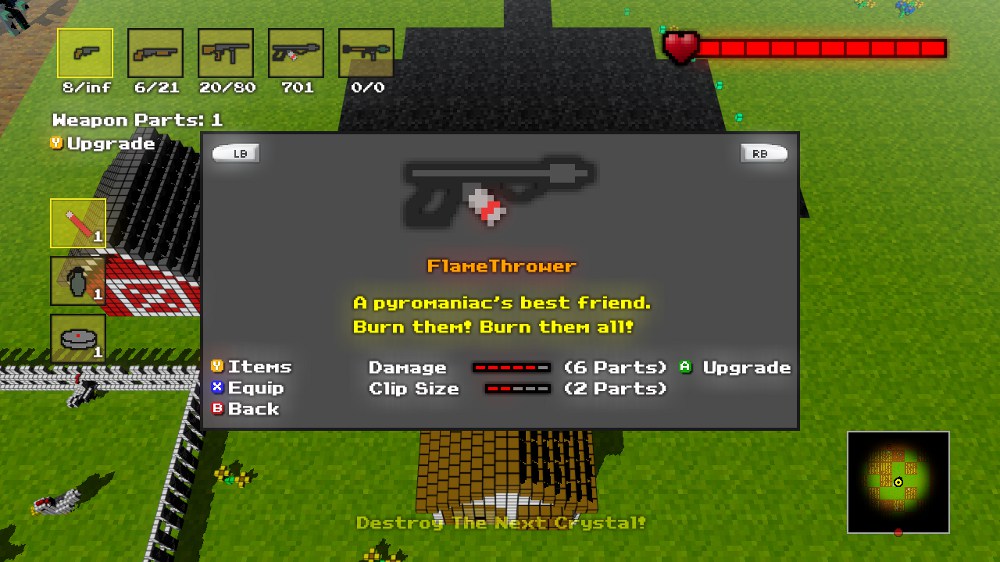 8/inf 6/21 20/80 701 0/0
Weapon Parts: 1
Y Upgrade
LB RB
1
1
1
FlameThrower
A pyromaniac's best friend.
Burn them! Burn them all!
Y Items Damage (6 Parts) A Upgrade
X Equip Clip Size (2 Parts)
B Back
Destroy The Next Crystal!